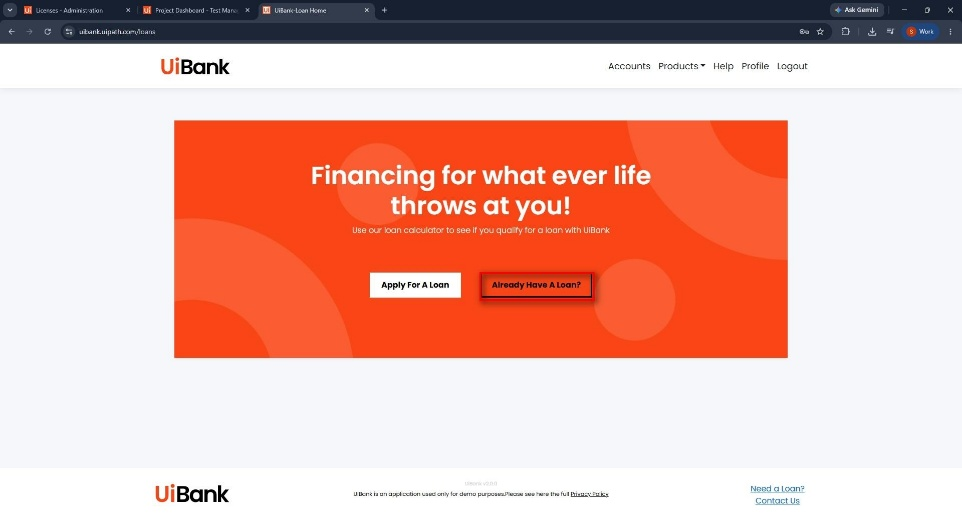 Licenses - Administration
Project Dashboard - Test Mana
UiBank-Loan Home
Ask Gemini
uibank.uipath.com/loans
Work
UiBank
Accounts Products Help Profile Logout
Financing for what ever life
throws at you!
Use our loan calculator to see if you qualify for a loan with UiBank
Apply For A Loan
Already Have A Loan?
UiBank
UiBank is an application used only for demo purposes.Please see here the full Privacy Policy
Need a Loan?
Contact Us